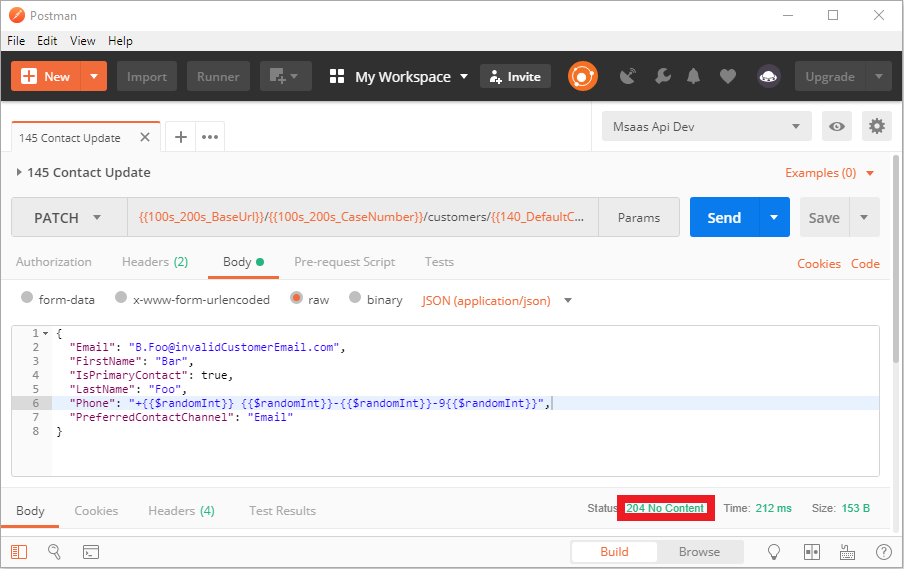 Postman
File Edit View Help
New Import Runner My Workspace Invite Upgrade
145 Contact Update Msaas Api Dev
145 Contact Update Examples (0)
PATCH {{100s_200s_BaseUrl}}/{{100s_200s_CaseNumber}}/customers/{{140_DefaultC... Params Send Save
Authorization Headers (2) Body Pre-request Script Tests Cookies Code
form-data x-www-form-urlencoded raw binary JSON (application/json)
1 {
2 "Email": "B.Foo@invalidCustomerEmail.com",
3 "FirstName": "Bar",
4 "IsPrimaryContact": true,
5 "LastName": "Foo",
6 "Phone": "+{{$randomInt}} {{$randomInt}}-{{$randomInt}}-9{{$randomInt}}",
7 "PreferredContactChannel": "Email"
8 }
Body Cookies Headers (4) Test Results Status 204 No Content Time: 212 ms Size: 153 B
Build Browse